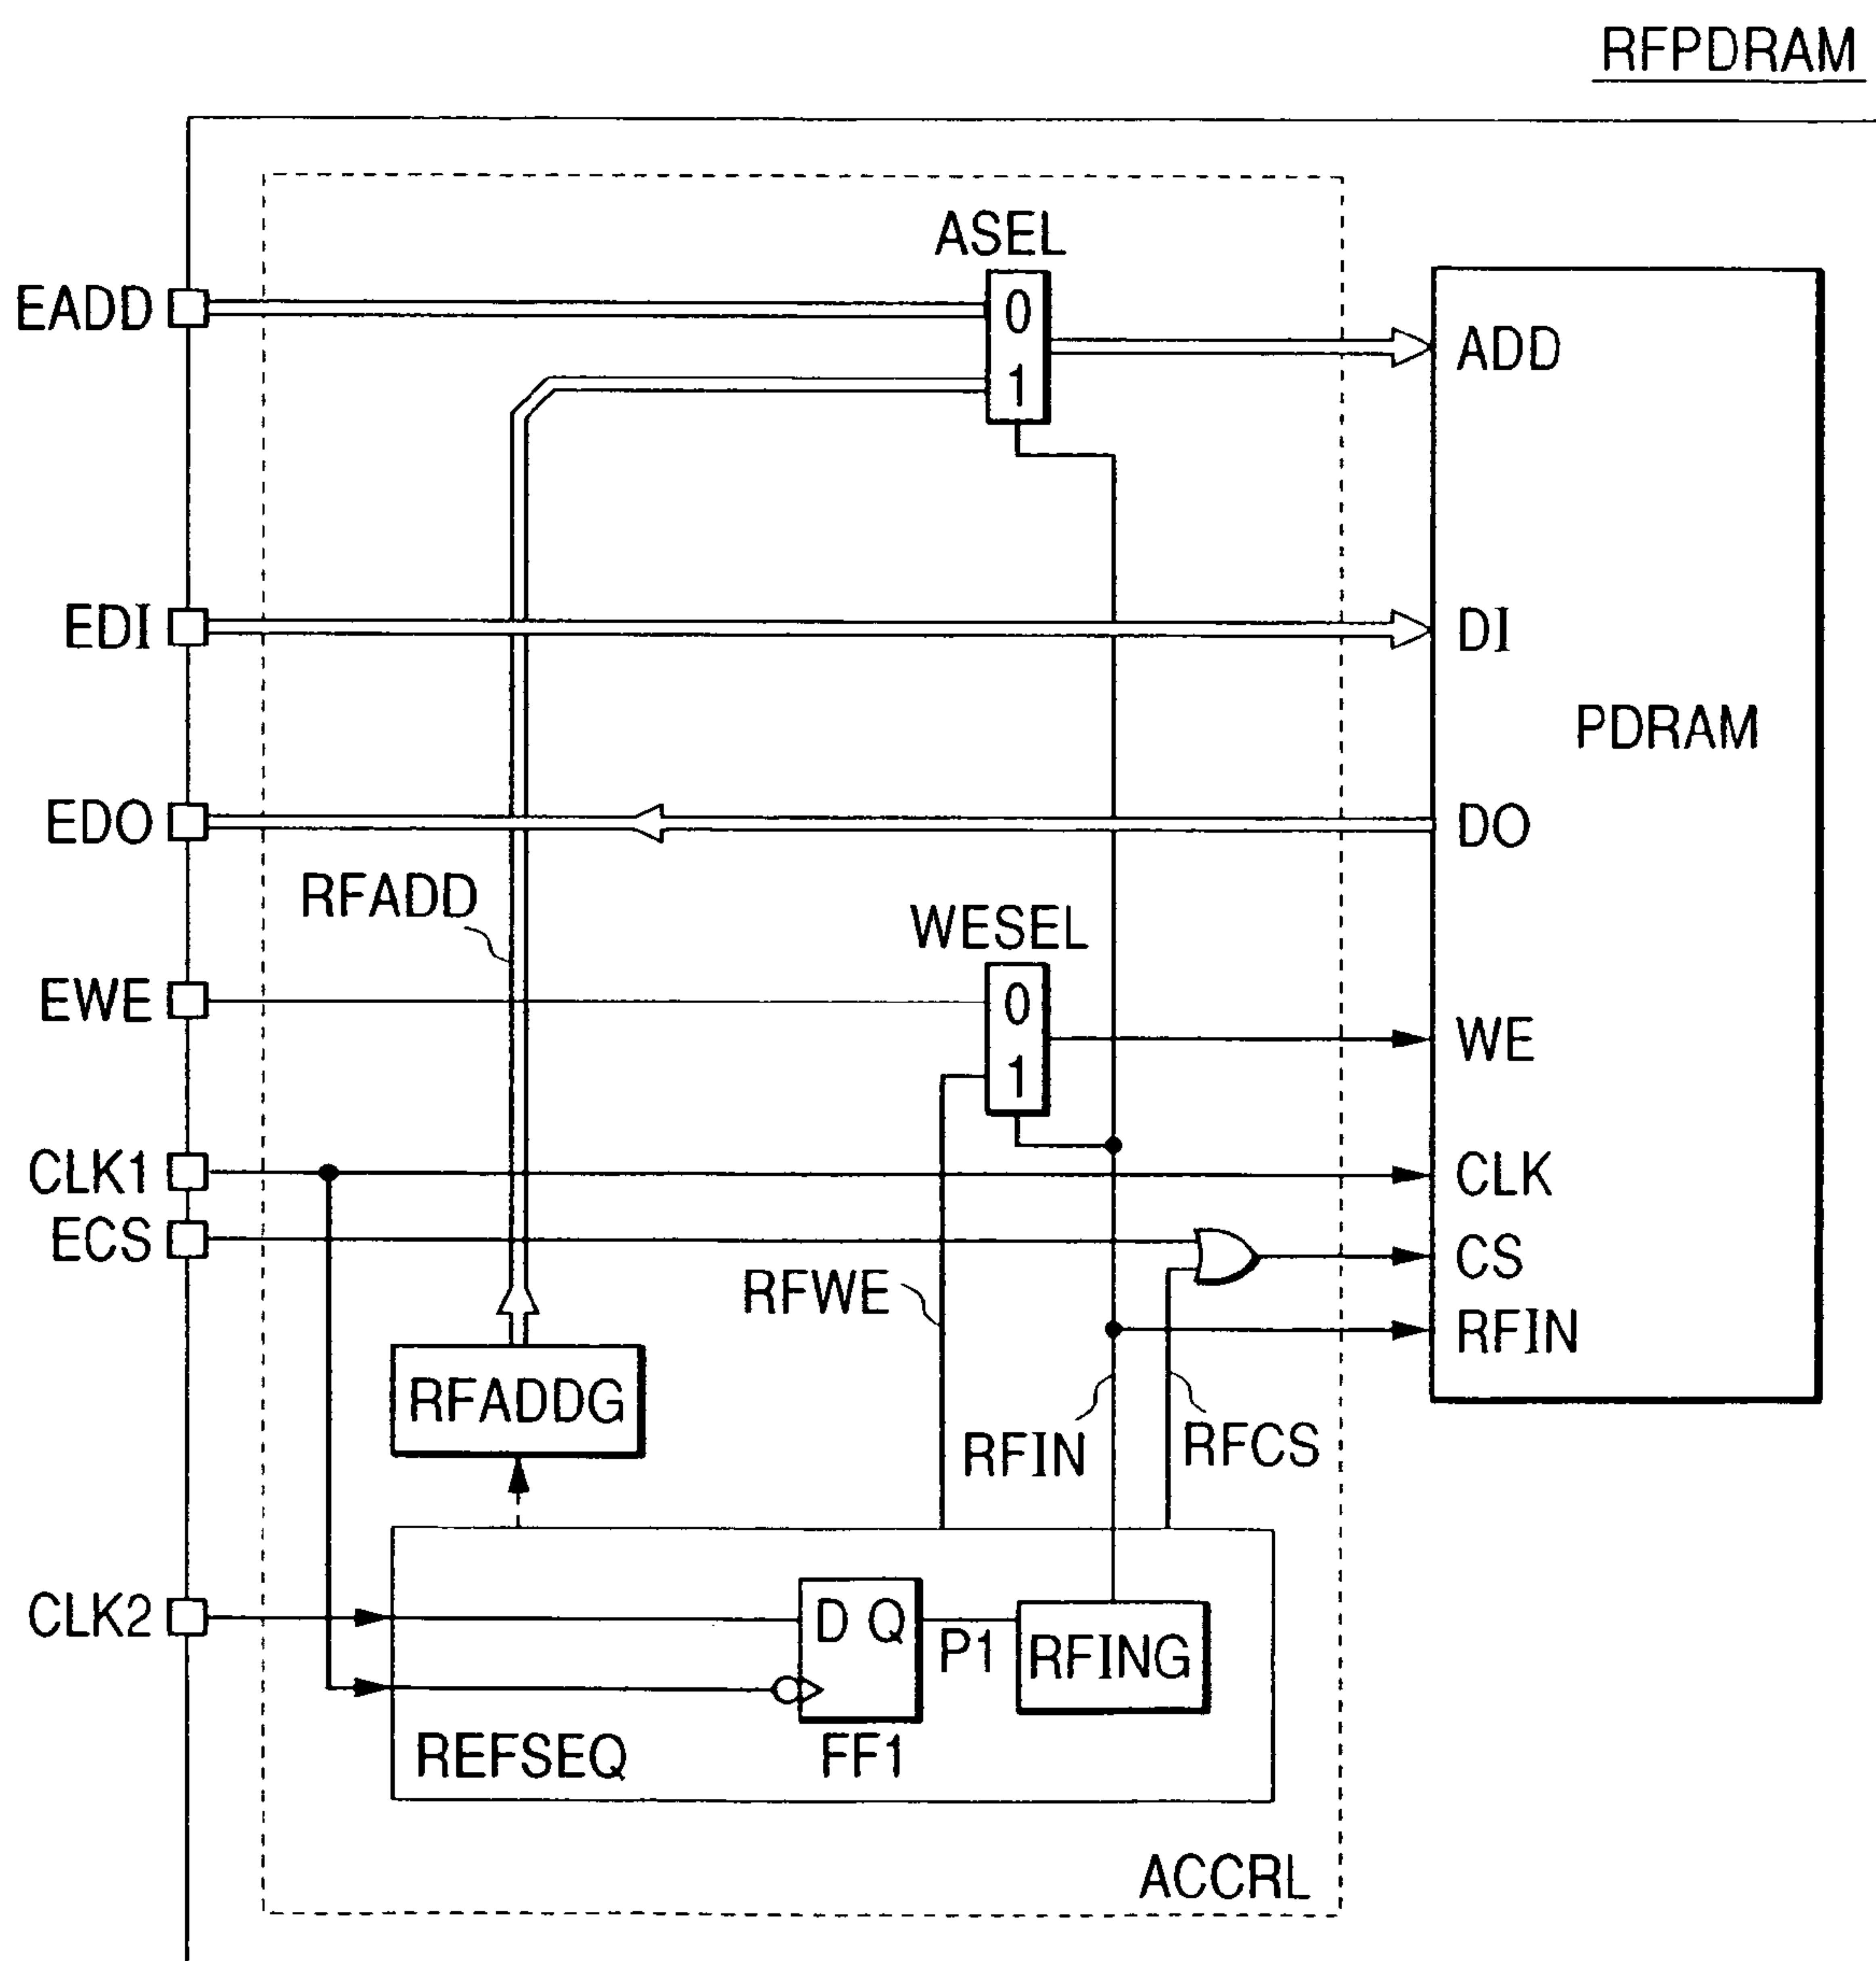 RFPDRAM
ASEL
EADD
0
1
ADD
EDI
DI
PDRAM
EDO
DO
RFADD
WESEL
EWE
0
1
WE
CLK1
CLK
ECS
CS
RFWE
RFIN
RFADDG
RFIN
RFCS
CLK2
D Q
P1
RFING
REFSEQ
FF1
ACCRL